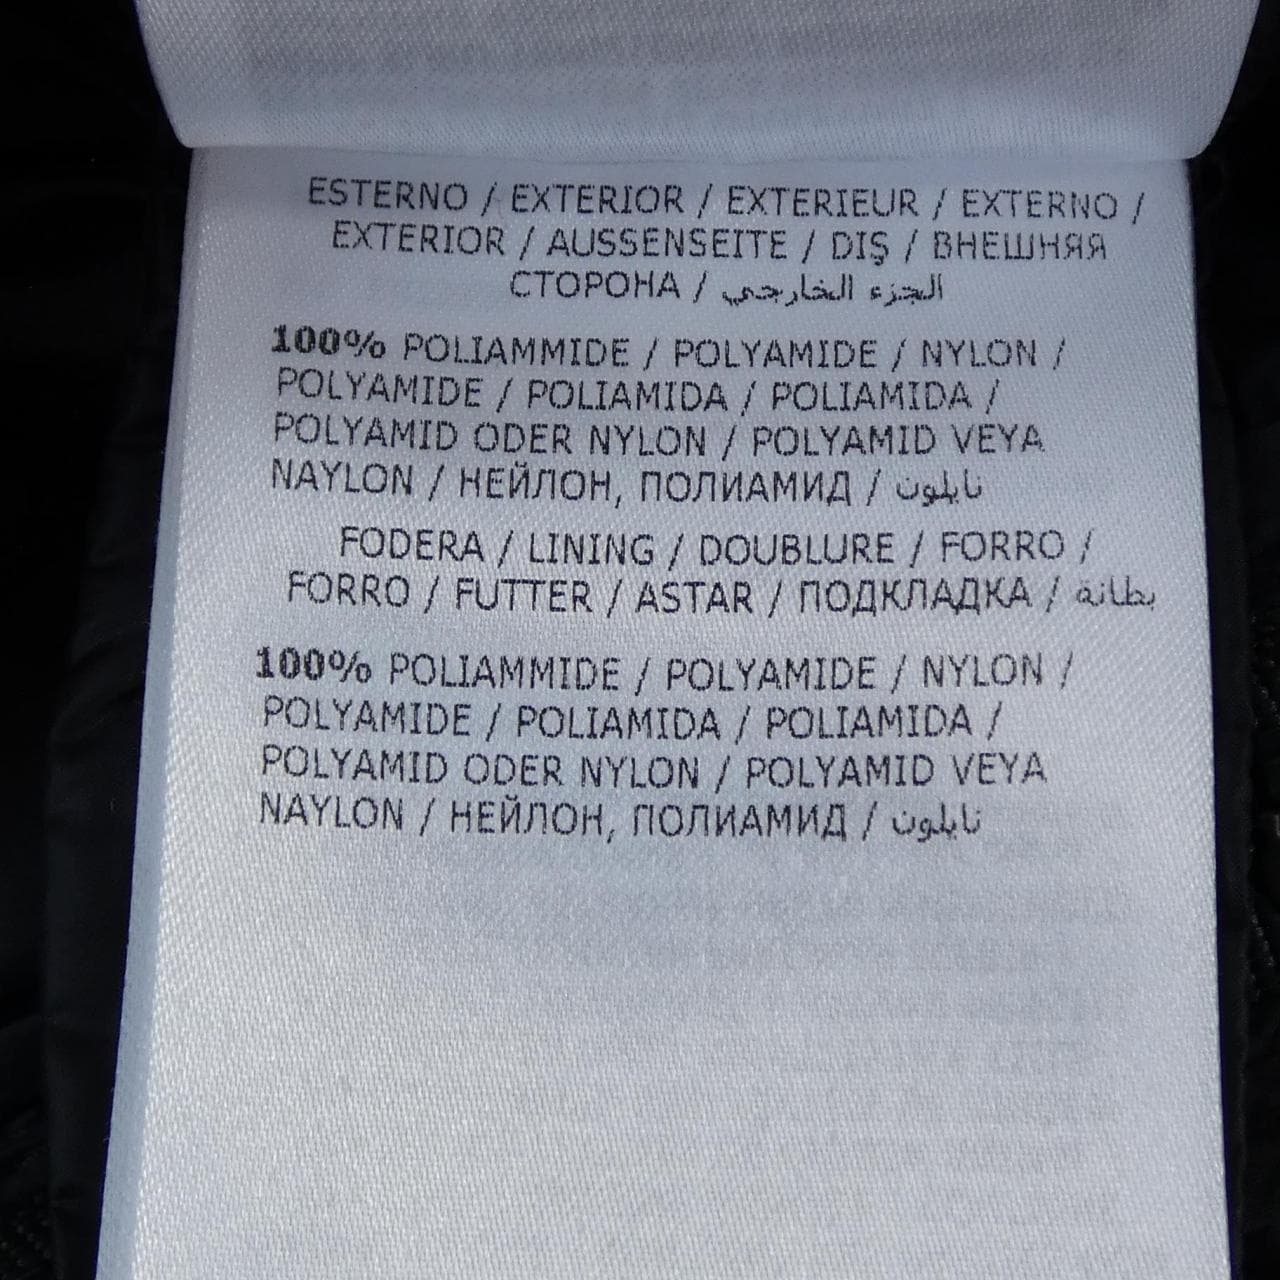 ESTERNO / EXTERIOR / EXTERIEUR / EXTERNO /
EXTERIOR / AUSSENSEITE / DIŞ / ВНЕШНЯЯ
СТОРОНА / الجزء الخارجي
100% POLIAMMIDE / POLYAMIDE / NYLON /
POLYAMIDE / POLIAMIDA / POLIAMIDA /
POLYAMID ODER NYLON / POLYAMID VEYA
NAYLON / НЕЙЛОН, ПОЛИАМИД / نايلون
FODERA / LINING / DOUBLURE / FORRO /
FORRO / FUTTER / ASTAR / ПОДКЛАДКА / بطانة
100% POLIAMMIDE / POLYAMIDE / NYLON /
POLYAMIDE / POLIAMIDA / POLIAMIDA /
POLYAMID ODER NYLON / POLYAMID VEYA
NAYLON / НЕЙЛОН, ПОЛИАМИД / نايلون